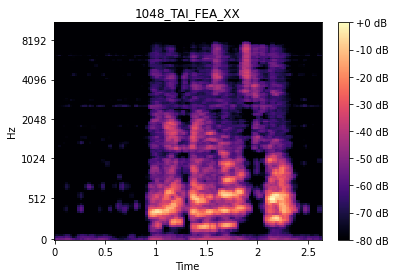 1048_TAI_FEA_XX
+0 dB
8192
-10 dB
4096
-20 dB
-30 dB
2048
Hz
-40 dB
1024
-50 dB
512
-60 dB
-70 dB
0
-80 dB
0 0.5 1 1.5 2 2.5
Time